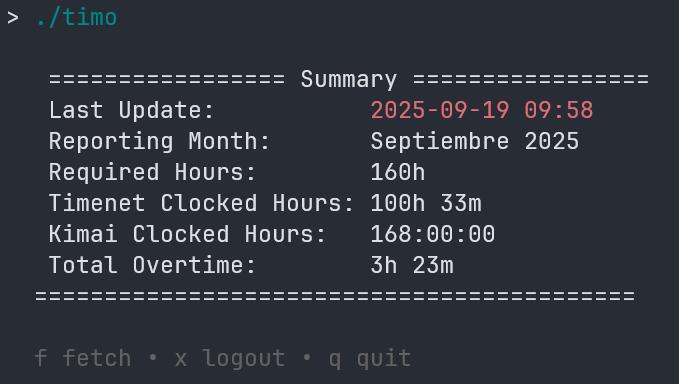 > ./timo
================= Summary =================
Last Update: 2025-09-19 09:58
Reporting Month: Septiembre 2025
Required Hours: 160h
Timenet Clocked Hours: 100h 33m
Kimai Clocked Hours: 168:00:00
Total Overtime: 3h 23m
===========================================
f fetch • x logout • q quit